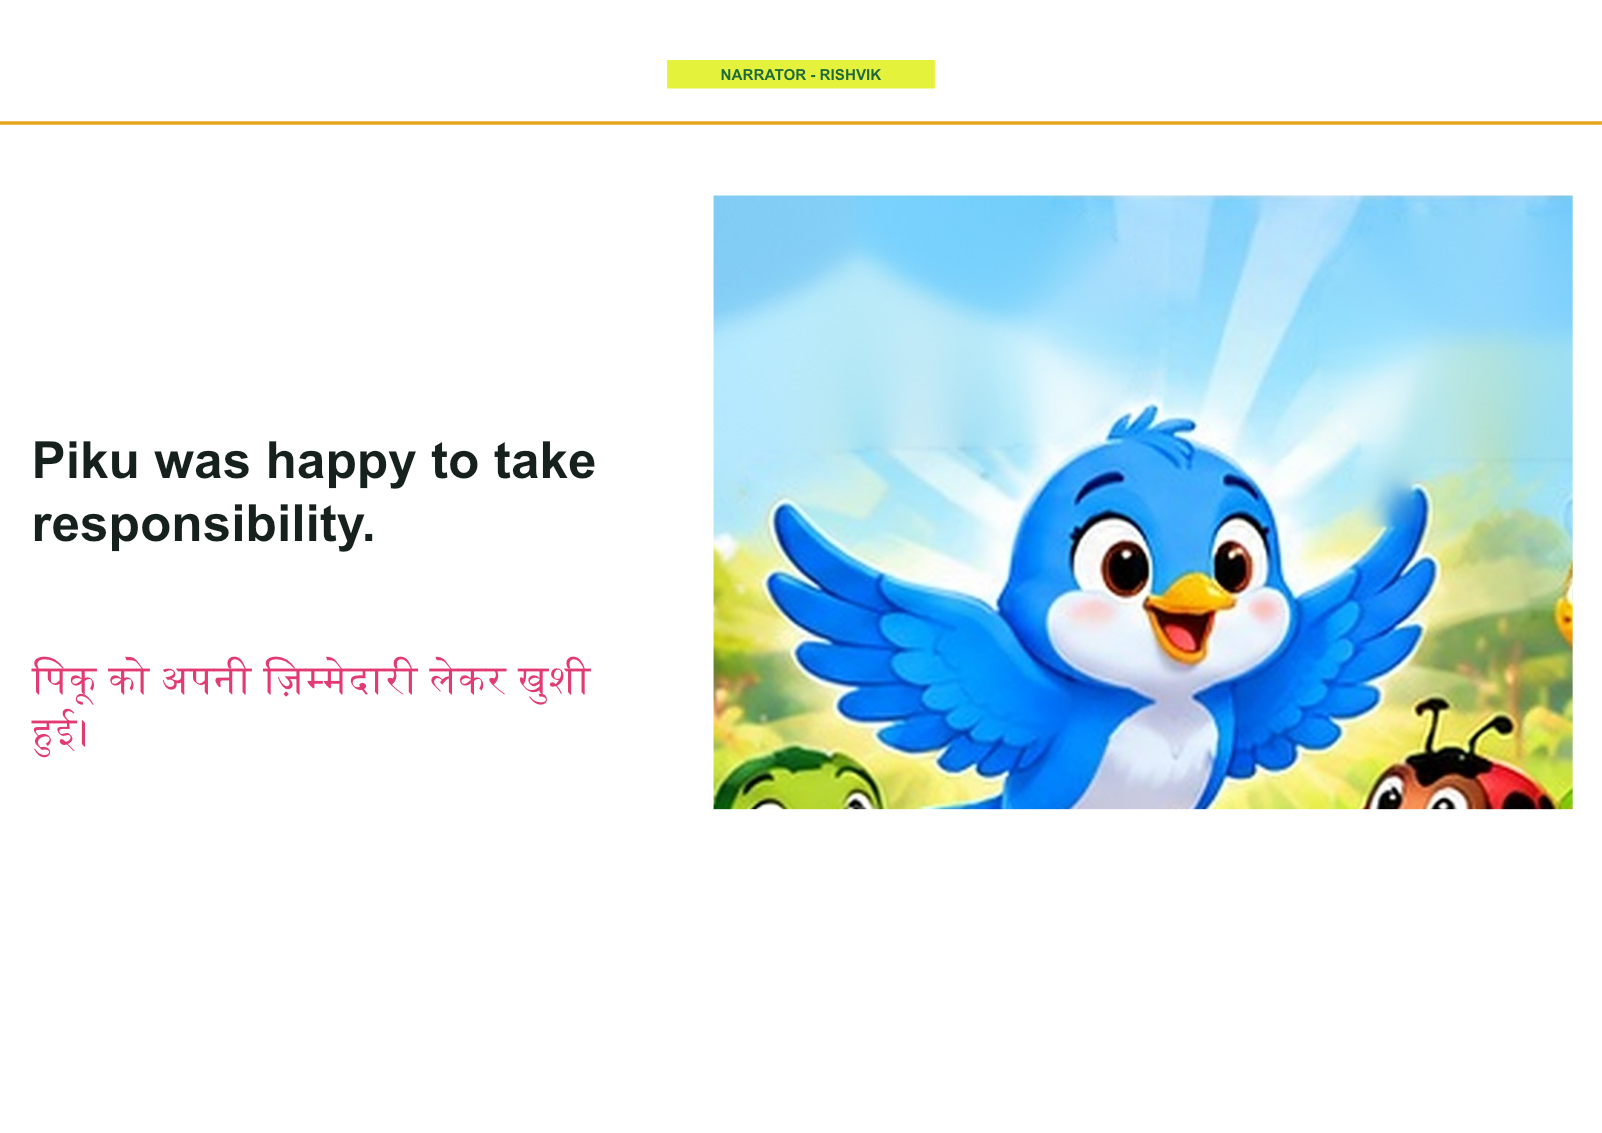 NARRATOR - RISHVIK
Piku was happy to take
responsibility.
पिकू को अपनी ज़िम्मेदारी लेकर खुशी
हुई।